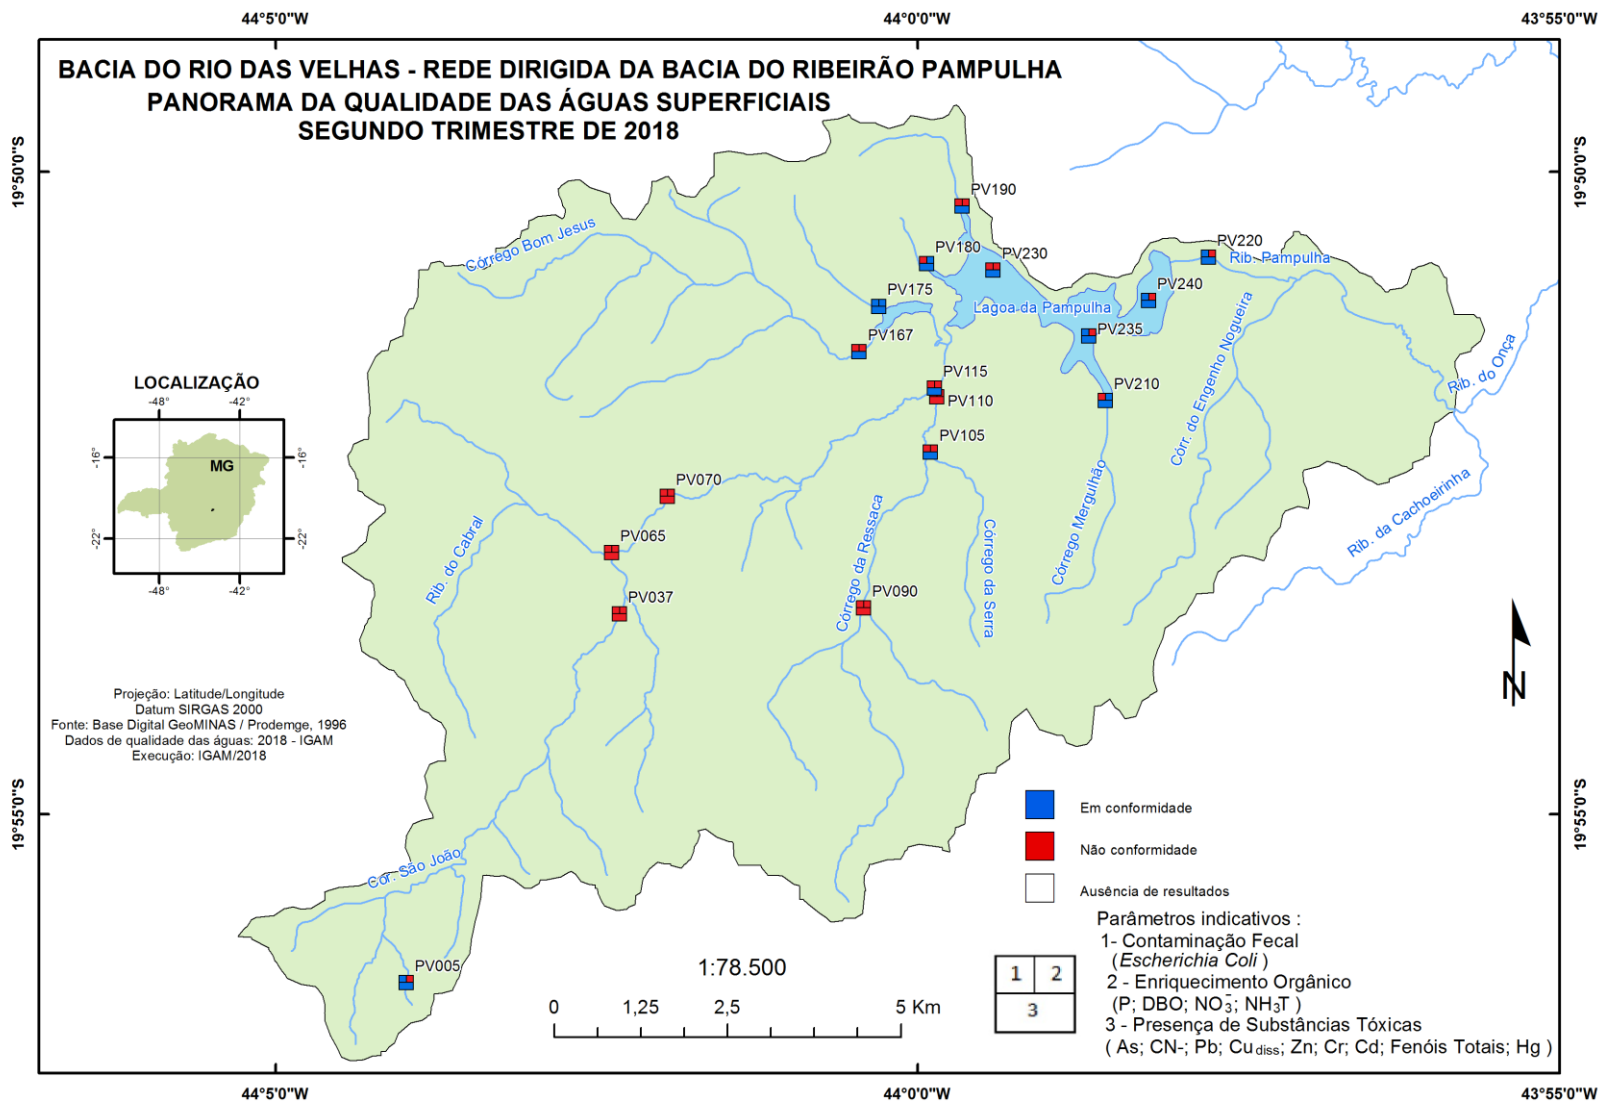 44°5'0"W
44°0'0"W
43°55'0"W
BACIA DO RIO DAS VELHAS - REDE DIRIGIDA DA BACIA DO RIBEIRÃO PAMPULHA
PANORAMA DA QUALIDADE DAS ÁGUAS SUPERFICIAIS
SEGUNDO TRIMESTRE DE 2018
19°50'0"S
19°50'0"S
PV190
Córrego Bom Jesus
PV180
PV230
PV220
Rib. Pampulha
PV175
PV240
Lagoa da Pampulha
PV167
PV235
Rib. do Onça
LOCALIZAÇÃO
PV115
PV210
PV110
Córr. do Engenho Nogueira
-48°
-42°
PV105
-16°
MG
-16°
PV070
Córrego Mergulhão
Rib. da Cachoeirinha
-22°
-22°
PV065
Rib. do Cabral
Córrego da Ressaca
Córrego da Serra
-48°
-42°
PV037
PV090
N
Projeção: Latitude/Longitude
Datum SIRGAS 2000
Fonte: Base Digital GeoMINAS / Prodemge, 1996
Dados de qualidade das águas: 2018 - IGAM
Execução: IGAM/2018
19°55'0"S
19°55'0"S
Em conformidade
Não conformidade
Ausência de resultados
Cor. São João
Parâmetros indicativos :
1- Contaminação Fecal
(Escherichia Coli )
2 - Enriquecimento Orgânico
(P; DBO; NO₃⁻; NH₃T )
3 - Presença de Substâncias Tóxicas
( As; CN-; Pb; Cu diss; Zn; Cr; Cd; Fenóis Totais; Hg )
1 2
3
PV005
1:78.500
0 1,25 2,5 5 Km
44°5'0"W
44°0'0"W
43°55'0"W